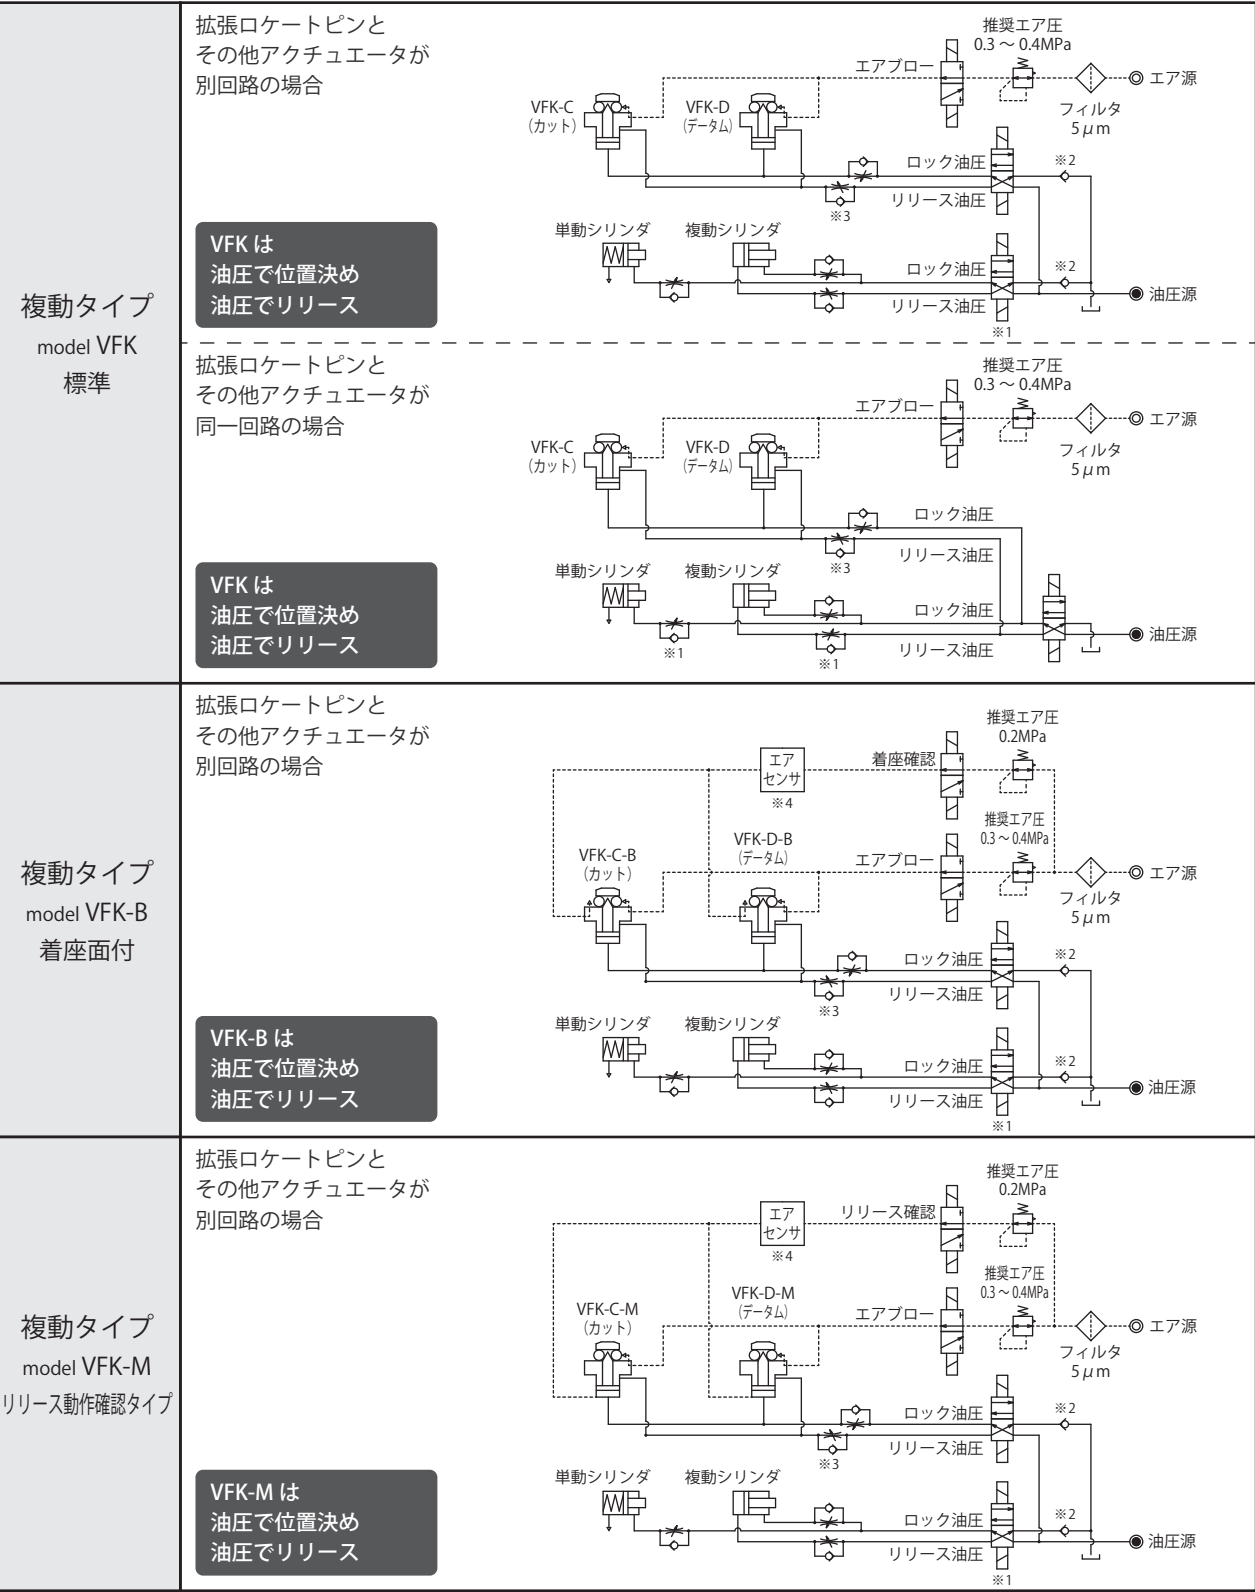 複動タイプ
model VFK
標準
拡張ロケートピンと
その他アクチュエータが
別回路の場合
VFK は
油圧で位置決め
油圧でリリース
推奨エア圧
0.3 ～ 0.4MPa
エアブロー
エア源
フィルタ
5μm
VFK-C
(カット)
VFK-D
(データム)
ロック油圧
※2
リリース油圧
※3
単動シリンダ
複動シリンダ
ロック油圧
※2
リリース油圧
油圧源
※1
拡張ロケートピンと
その他アクチュエータが
同一回路の場合
VFK は
油圧で位置決め
油圧でリリース
推奨エア圧
0.3 ～ 0.4MPa
エアブロー
エア源
フィルタ
5μm
VFK-C
(カット)
VFK-D
(データム)
ロック油圧
リリース油圧
※3
単動シリンダ
複動シリンダ
ロック油圧
リリース油圧
油圧源
※1
※1
複動タイプ
model VFK-B
着座面付
拡張ロケートピンと
その他アクチュエータが
別回路の場合
VFK-B は
油圧で位置決め
油圧でリリース
推奨エア圧
0.2MPa
着座確認
エア
センサ
※4
推奨エア圧
0.3 ～ 0.4MPa
エアブロー
エア源
フィルタ
5μm
VFK-C-B
(カット)
VFK-D-B
(データム)
ロック油圧
※2
リリース油圧
※3
単動シリンダ
複動シリンダ
ロック油圧
※2
リリース油圧
油圧源
※1
複動タイプ
model VFK-M
リリース動作確認タイプ
拡張ロケートピンと
その他アクチュエータが
別回路の場合
VFK-M は
油圧で位置決め
油圧でリリース
推奨エア圧
0.2MPa
リリース確認
エア
センサ
※4
推奨エア圧
0.3 ～ 0.4MPa
エアブロー
エア源
フィルタ
5μm
VFK-C-M
(カット)
VFK-D-M
(データム)
ロック油圧
※2
リリース油圧
※3
単動シリンダ
複動シリンダ
ロック油圧
※2
リリース油圧
油圧源
※1